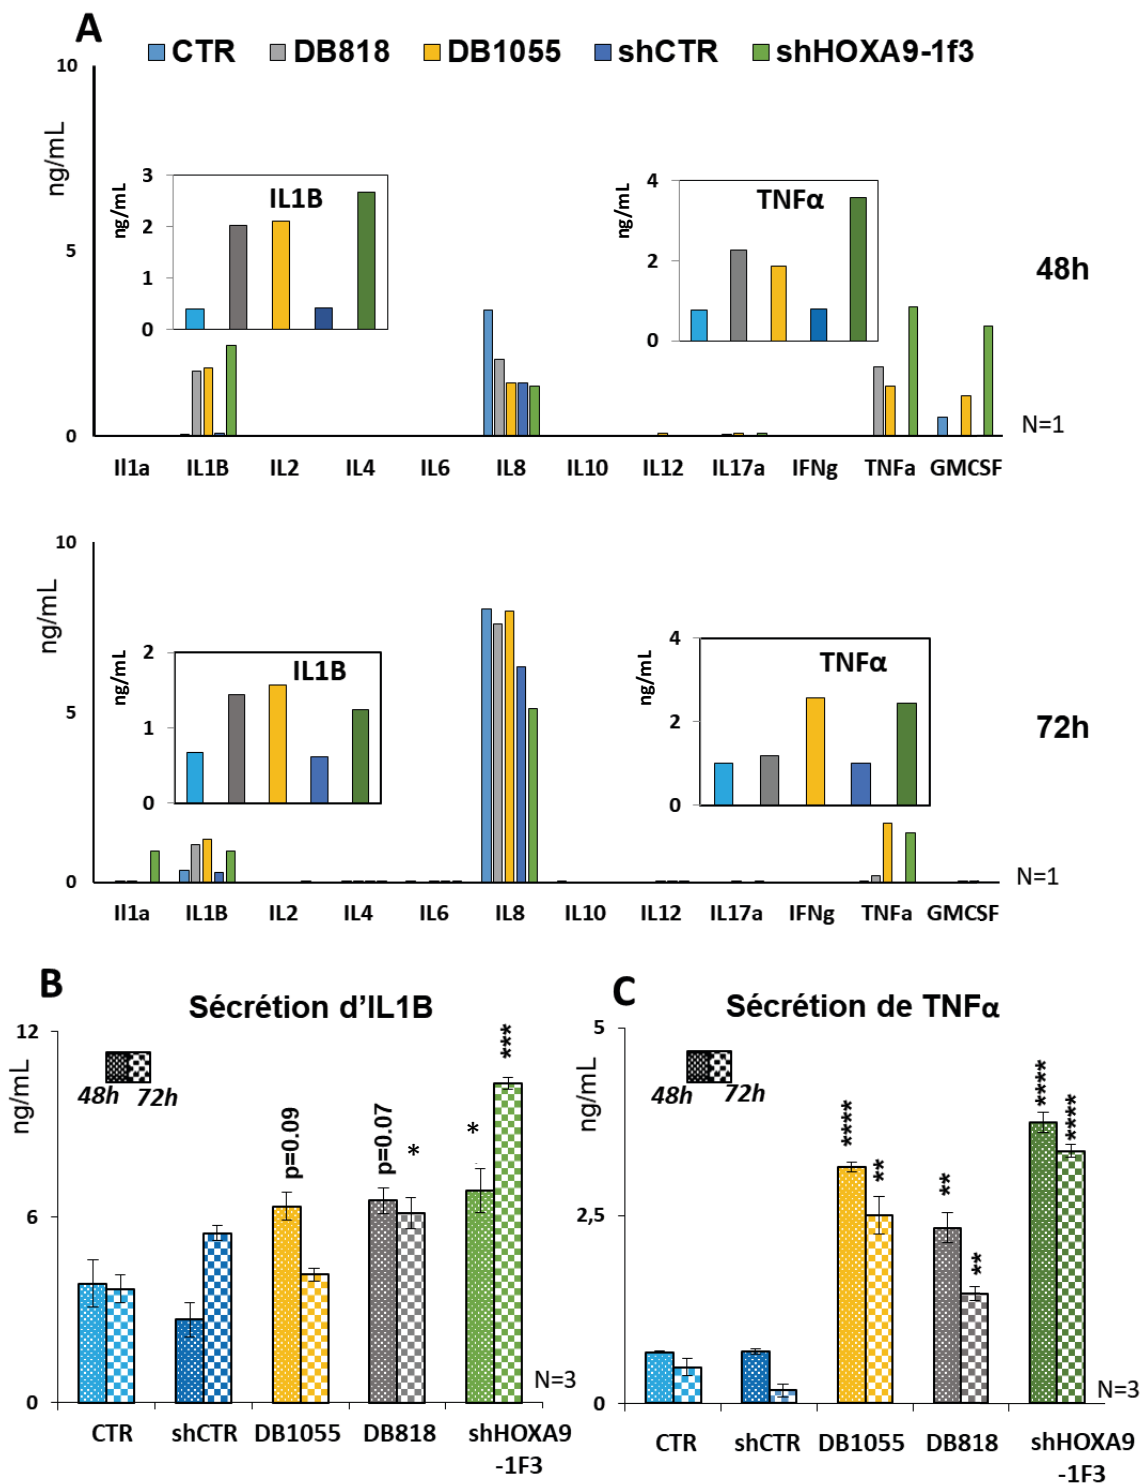 A
CTR DB818 DB1055 shCTR shHOXA9-1f3
10
ng/mL
5
0
3
2
1
0
ng/mL
IL1B
4
2
0
ng/mL
TNFα
48h
N=1
Il1a IL1B IL2 IL4 IL6 IL8 IL10 IL12 IL17a IFNg TNFa GMCSF
10
ng/mL
5
0
2
1
0
ng/mL
IL1B
4
2
0
ng/mL
TNFα
72h
N=1
Il1a IL1B IL2 IL4 IL6 IL8 IL10 IL12 IL17a IFNg TNFa GMCSF
B
Sécrétion d'IL1B
12
ng/mL
6
0
48h 72h
p=0.09
p=0.07
*
*
***
N=3
CTR shCTR DB1055 DB818 shHOXA9
-1F3
C
Sécrétion de TNFα
5
ng/mL
2,5
0
48h 72h
****
**
**
**
****
****
N=3
CTR shCTR DB1055 DB818 shHOXA9
-1F3